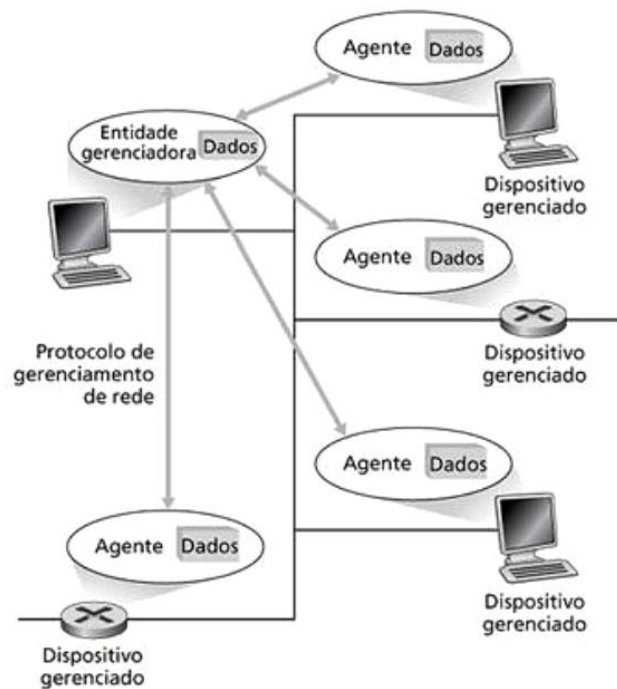 Agente Dados
Entidade
gerenciadora Dados
Dispositivo
gerenciado
Agente Dados
Protocolo de
gerenciamento
de rede
Dispositivo
gerenciado
Agente Dados
Agente Dados
Dispositivo
gerenciado
Dispositivo
gerenciado